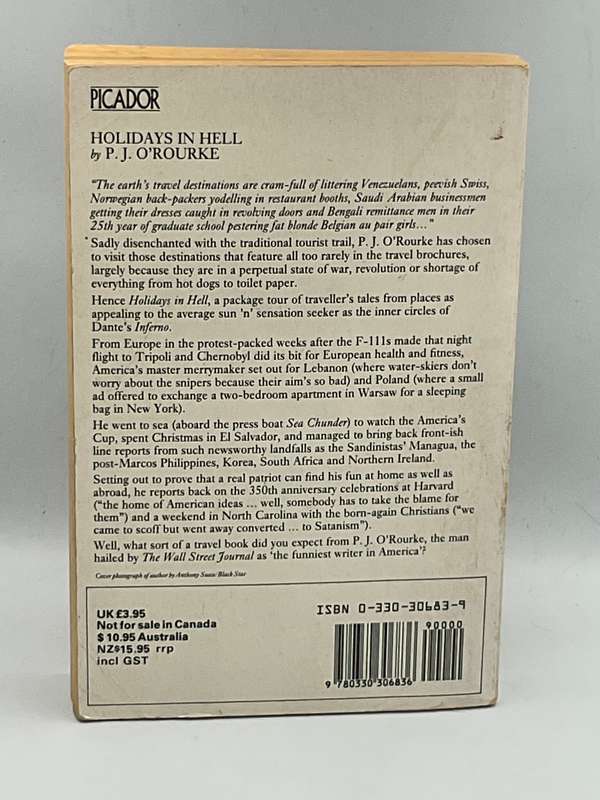 PICADOR
HOLIDAYS IN HELL
by P. J. O'ROURKE
"The earth's travel destinations are cram-full of littering Venezuelans, peevish Swiss,
Norwegian back-packers yodelling in restaurant booths, Saudi Arabian businessmen
getting their dresses caught in revolving doors and Bengali remittance men in their
25th year of graduate school pestering fat blonde Belgian au pair girls…"
Sadly disenchanted with the traditional tourist trail, P. J. O'Rourke has chosen
to visit those destinations that feature all too rarely in the travel brochures,
largely because they are in a perpetual state of war, revolution or shortage of
everything from hot dogs to toilet paper.
Hence Holidays in Hell, a package tour of traveller's tales from places as
appealing to the average sun 'n' sensation seeker as the inner circles of
Dante's Inferno.
From Europe in the protest-packed weeks after the F-111s made that night
flight to Tripoli and Chernobyl did its bit for European health and fitness,
America's master merrymaker set out for Lebanon (where water-skiers don't
worry about the snipers because their aim's so bad) and Poland (where a small
ad offered to exchange a two-bedroom apartment in Warsaw for a sleeping
bag in New York).
He went to sea (aboard the press boat Sea Chunder) to watch the America's
Cup, spent Christmas in El Salvador, and managed to bring back front-ish
line reports from such newsworthy landfalls as the Sandinistas' Managua, the
post-Marcos Philippines, Korea, South Africa and Northern Ireland.
Setting out to prove that a real patriot can find his fun at home as well as
abroad, he reports back on the 350th anniversary celebrations at Harvard
("the home of American ideas ... well, somebody has to take the blame for
them") and a weekend in North Carolina with the born-again Christians ("we
came to scoff but went away converted ... to Satanism").
Well, what sort of a travel book did you expect from P. J. O'Rourke, the man
hailed by The Wall Street Journal as 'the funniest writer in America'?
Cover photograph of author by Anthony Suau/Black Star
UK £3.95
Not for sale in Canada
$10.95 Australia
NZ$15.95 rrp
incl GST
ISBN 0-330-30683-9
90000
9 780330 306836